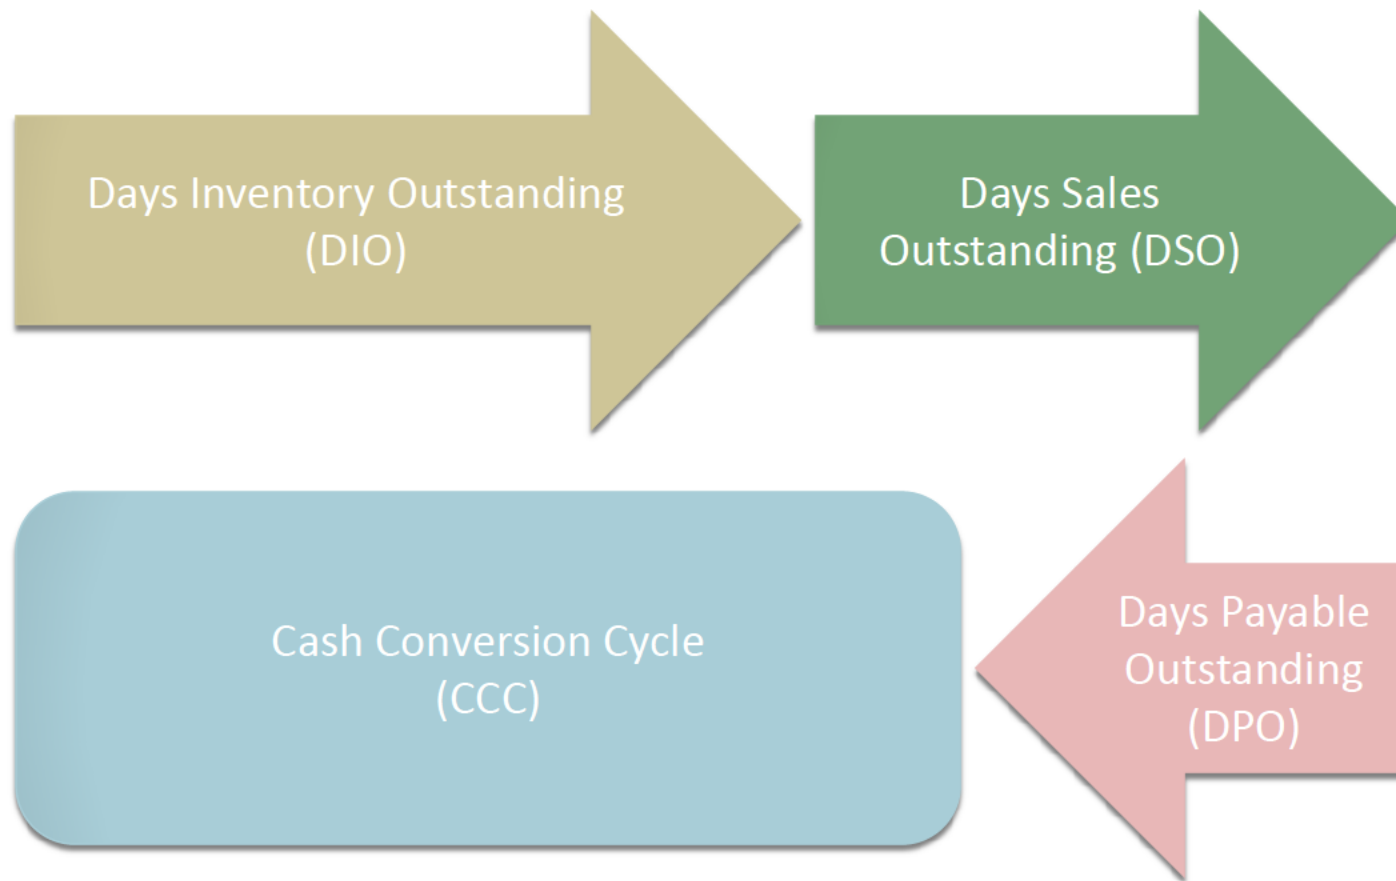 Days Inventory Outstanding
(DIO)
Days Sales
Outstanding (DSO)
Cash Conversion Cycle
(CCC)
Days Payable
Outstanding
(DPO)